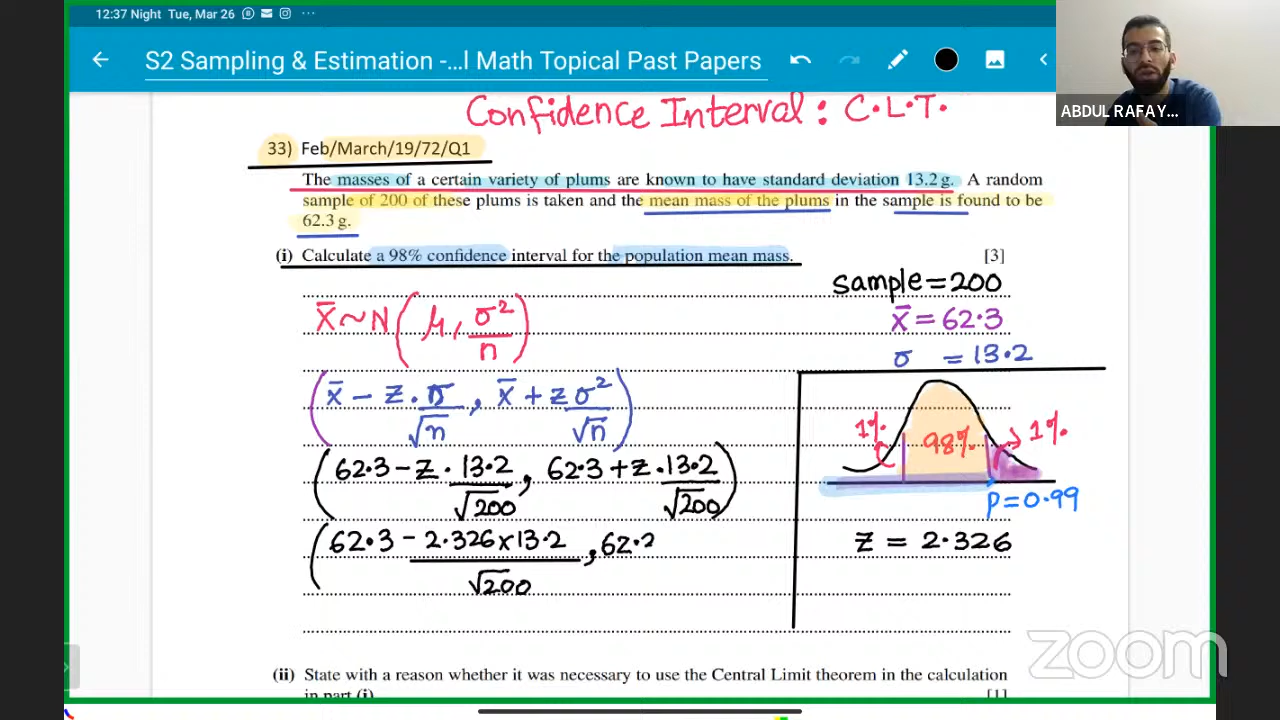 12:37 Night Tue, Mar 26 ...
S2 Sampling & Estimation -...l Math Topical Past Papers
ABDUL RAFAY...
Confidence Interval : C.L.T.
33) Feb/March/19/72/Q1
The masses of a certain variety of plums are known to have standard deviation 13.2 g. A random
sample of 200 of these plums is taken and the mean mass of the plums in the sample is found to be
62.3 g.
(i) Calculate a 98% confidence interval for the population mean mass. [3]
sample = 200
X̄ ~ N ( μ, σ²/n )
x̄ = 62.3
σ = 13.2
( x̄ - z . σ/√n , x̄ + z σ²/√n )
1% 98% 1%
( 62.3 - z . 13.2/√200 , 62.3 + z . 13.2/√200 )
P = 0.99
( 62.3 - 2.326 × 13.2/√200 , 62.2
z = 2.326
zoom
(ii) State with a reason whether it was necessary to use the Central Limit theorem in the calculation
in part (i). [1]